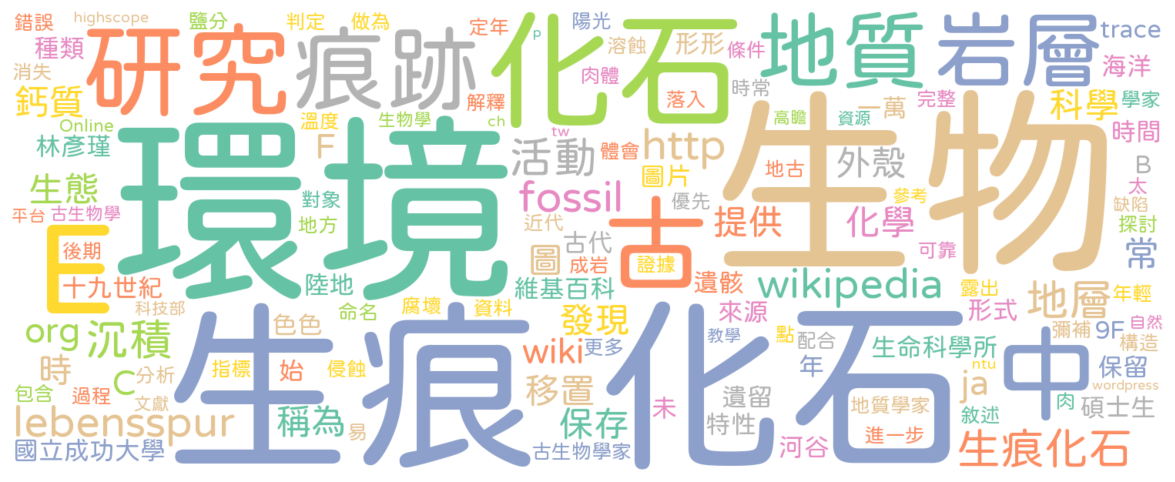 錯誤 highscope 判定 做為 定年 陽光 p 形形 條件 trace
鹽分 種類 研究 痕跡 化石 溶蝕 地質 岩層 海洋
消失 鈣質 解釋 肉體 落入 時常 一萬 完整 科學 學家
Online 溫度 生物學 ch tw 高瞻 資源
林彥瑾 F 活動 體會 http 地古 外殼 時間
生態 環境 對象 fossil 圖片 優先 生物 參考 B 太 缺陷
平台 古生物學 地方 近代 古 提供 化學 探討
E 後期 古代 圖 成岩 證據 可靠 常
十九世紀 陸地 維基百科 遺骸 wikipedia 露出 地層 年輕
科技部 命名 腐壞 資料 來源 形式 彌補 9F 自然
org 沉積 色色 發現 教學 點 配合 構造
時 C 分析 指標 侵蝕 wiki 更多 年 生命科學所 中 保留
包含 過程 始 生痕化石 移置 遺留 ntu ja wordpress
文獻 易 未 地質學家 敘述 肉 碩士生
lebensspur 稱為 保存 特性 進一步
國立成功大學 古生物學家 河谷 生痕化石